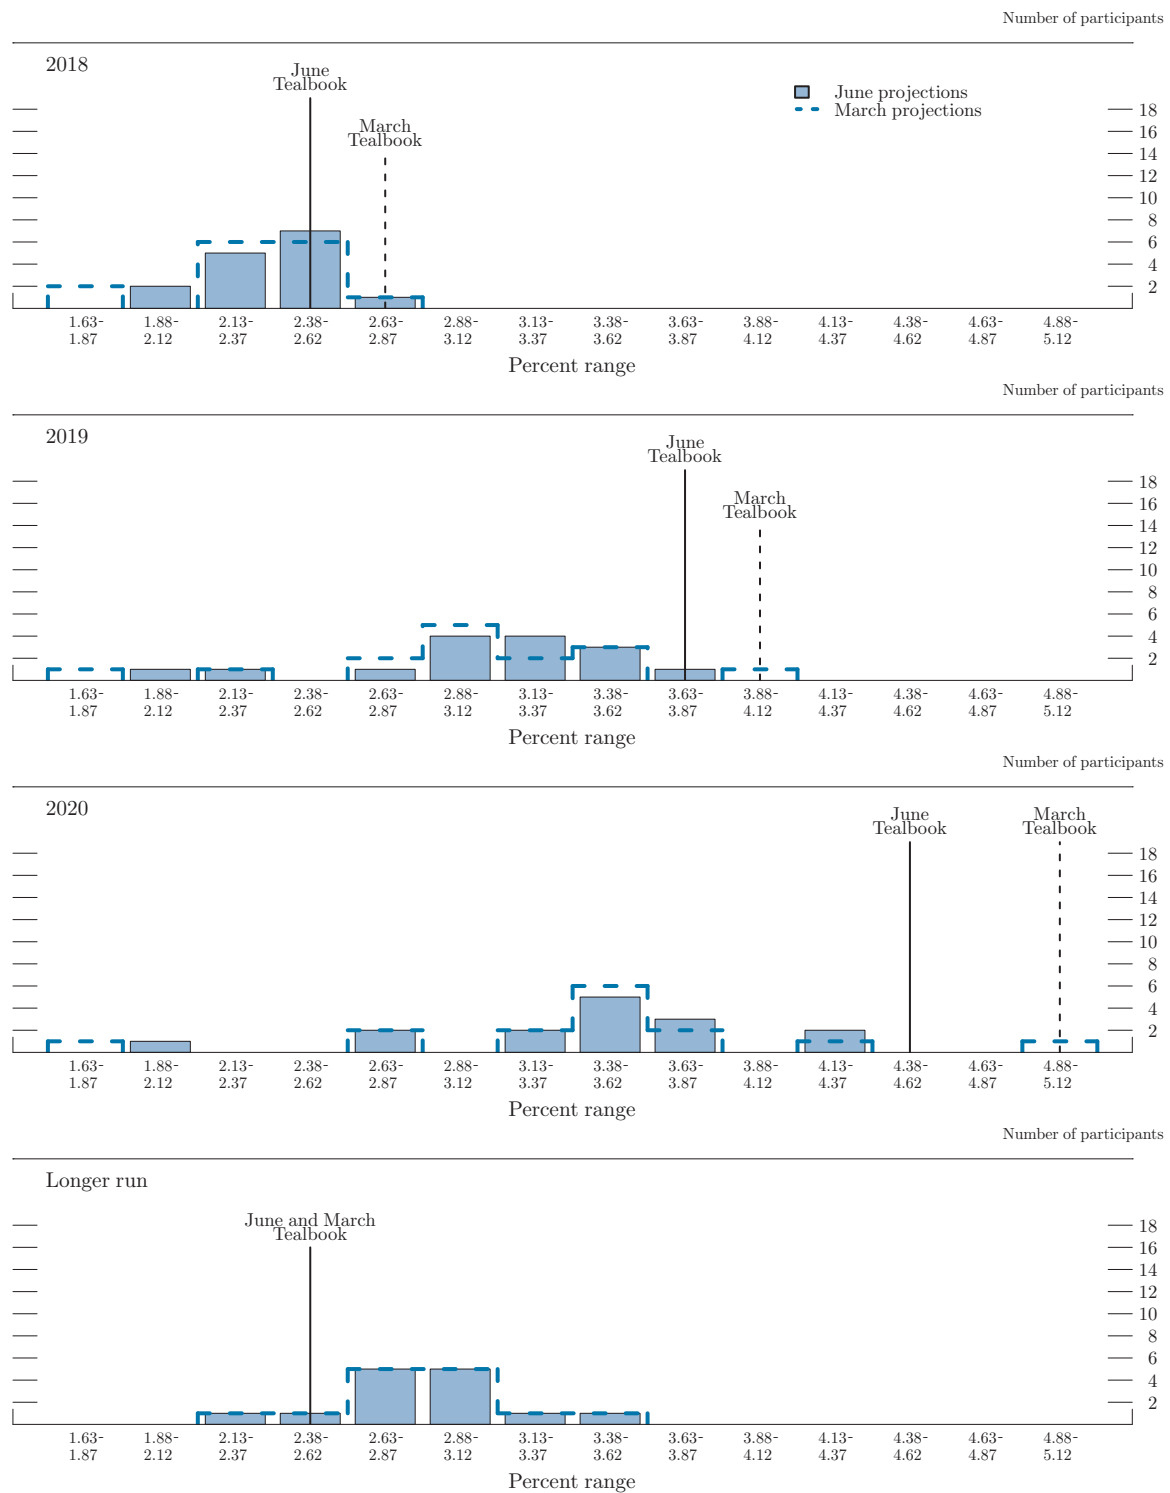 Number of participants
2018
June
Tealbook
March
Tealbook
June projections
March projections
18
16
14
12
10
8
6
4
2
1.63- 1.88- 2.13- 2.38- 2.63- 2.88- 3.13- 3.38- 3.63- 3.88- 4.13- 4.38- 4.63- 4.88-
1.87 2.12 2.37 2.62 2.87 3.12 3.37 3.62 3.87 4.12 4.37 4.62 4.87 5.12
Percent range
Number of participants
2019
June
Tealbook
March
Tealbook
18
16
14
12
10
8
6
4
2
1.63- 1.88- 2.13- 2.38- 2.63- 2.88- 3.13- 3.38- 3.63- 3.88- 4.13- 4.38- 4.63- 4.88-
1.87 2.12 2.37 2.62 2.87 3.12 3.37 3.62 3.87 4.12 4.37 4.62 4.87 5.12
Percent range
Number of participants
2020
June
Tealbook
March
Tealbook
18
16
14
12
10
8
6
4
2
1.63- 1.88- 2.13- 2.38- 2.63- 2.88- 3.13- 3.38- 3.63- 3.88- 4.13- 4.38- 4.63- 4.88-
1.87 2.12 2.37 2.62 2.87 3.12 3.37 3.62 3.87 4.12 4.37 4.62 4.87 5.12
Percent range
Number of participants
Longer run
June and March
Tealbook
18
16
14
12
10
8
6
4
2
1.63- 1.88- 2.13- 2.38- 2.63- 2.88- 3.13- 3.38- 3.63- 3.88- 4.13- 4.38- 4.63- 4.88-
1.87 2.12 2.37 2.62 2.87 3.12 3.37 3.62 3.87 4.12 4.37 4.62 4.87 5.12
Percent range